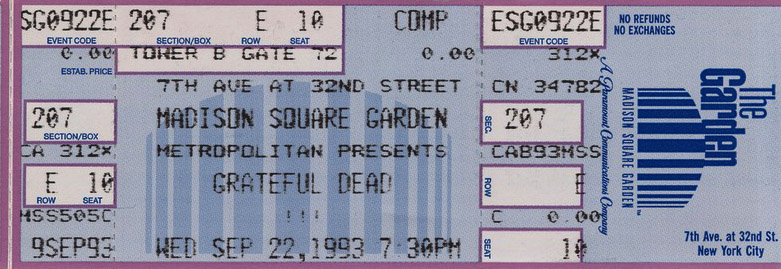 SG0922E 207 E 10 COMP ESG0922E
EVENT CODE SECTION/BOX ROW SEAT EVENT CODE
0.00 TOWER B GATE 72 0.00 312X
ESTAB. PRICE
7TH AVE AT 32ND STREET CN 34782
207 MADISON SQUARE GARDEN SEC. 207
SECTION/BOX
CA 312X METROPOLITAN PRESENTS CAB93MSS
E 10 GRATEFUL DEAD ROW E
ROW SEAT
MSS505C !!! C 0.00
9SEP93 WED SEP 22,1993 7:30PM SEAT 10
NO REFUNDS
NO EXCHANGES
A Paramount Communications Company
MADISON SQUARE GARDEN™
The
Garden
7th Ave. at 32nd St.
New York City